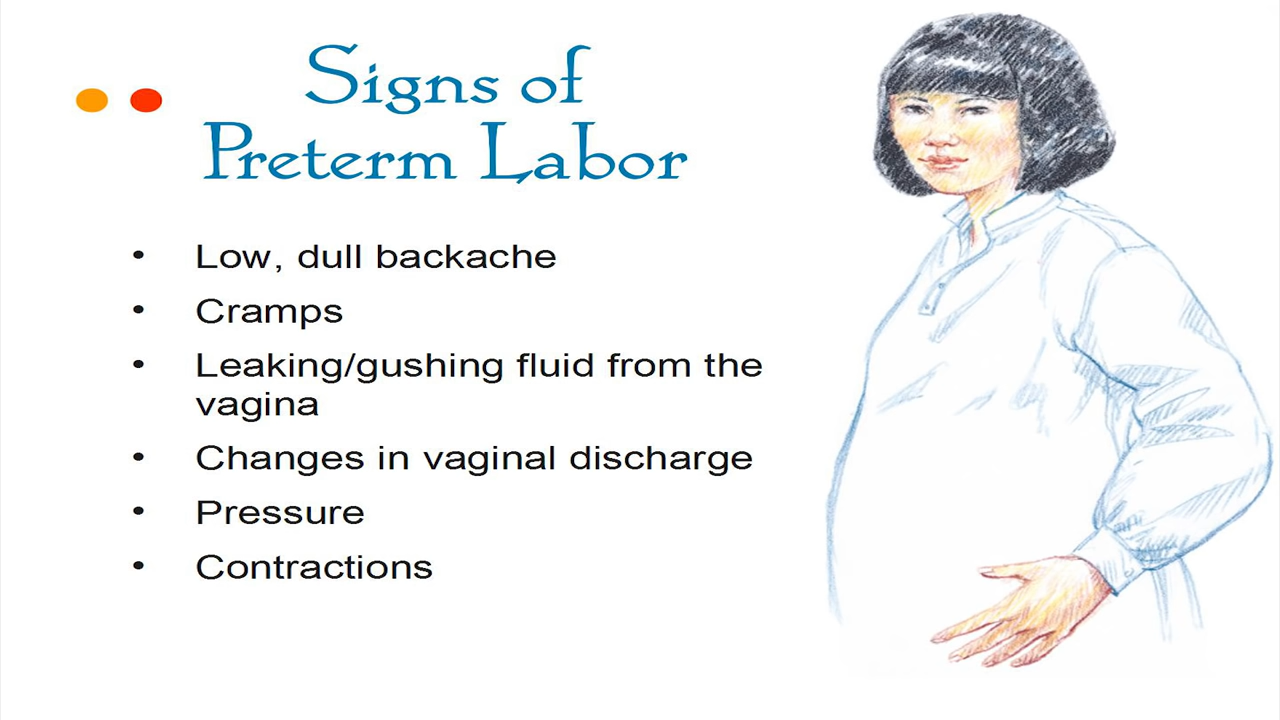 Signs of
Preterm Labor
• Low, dull backache
• Cramps
• Leaking/gushing fluid from the
vagina
• Changes in vaginal discharge
• Pressure
• Contractions